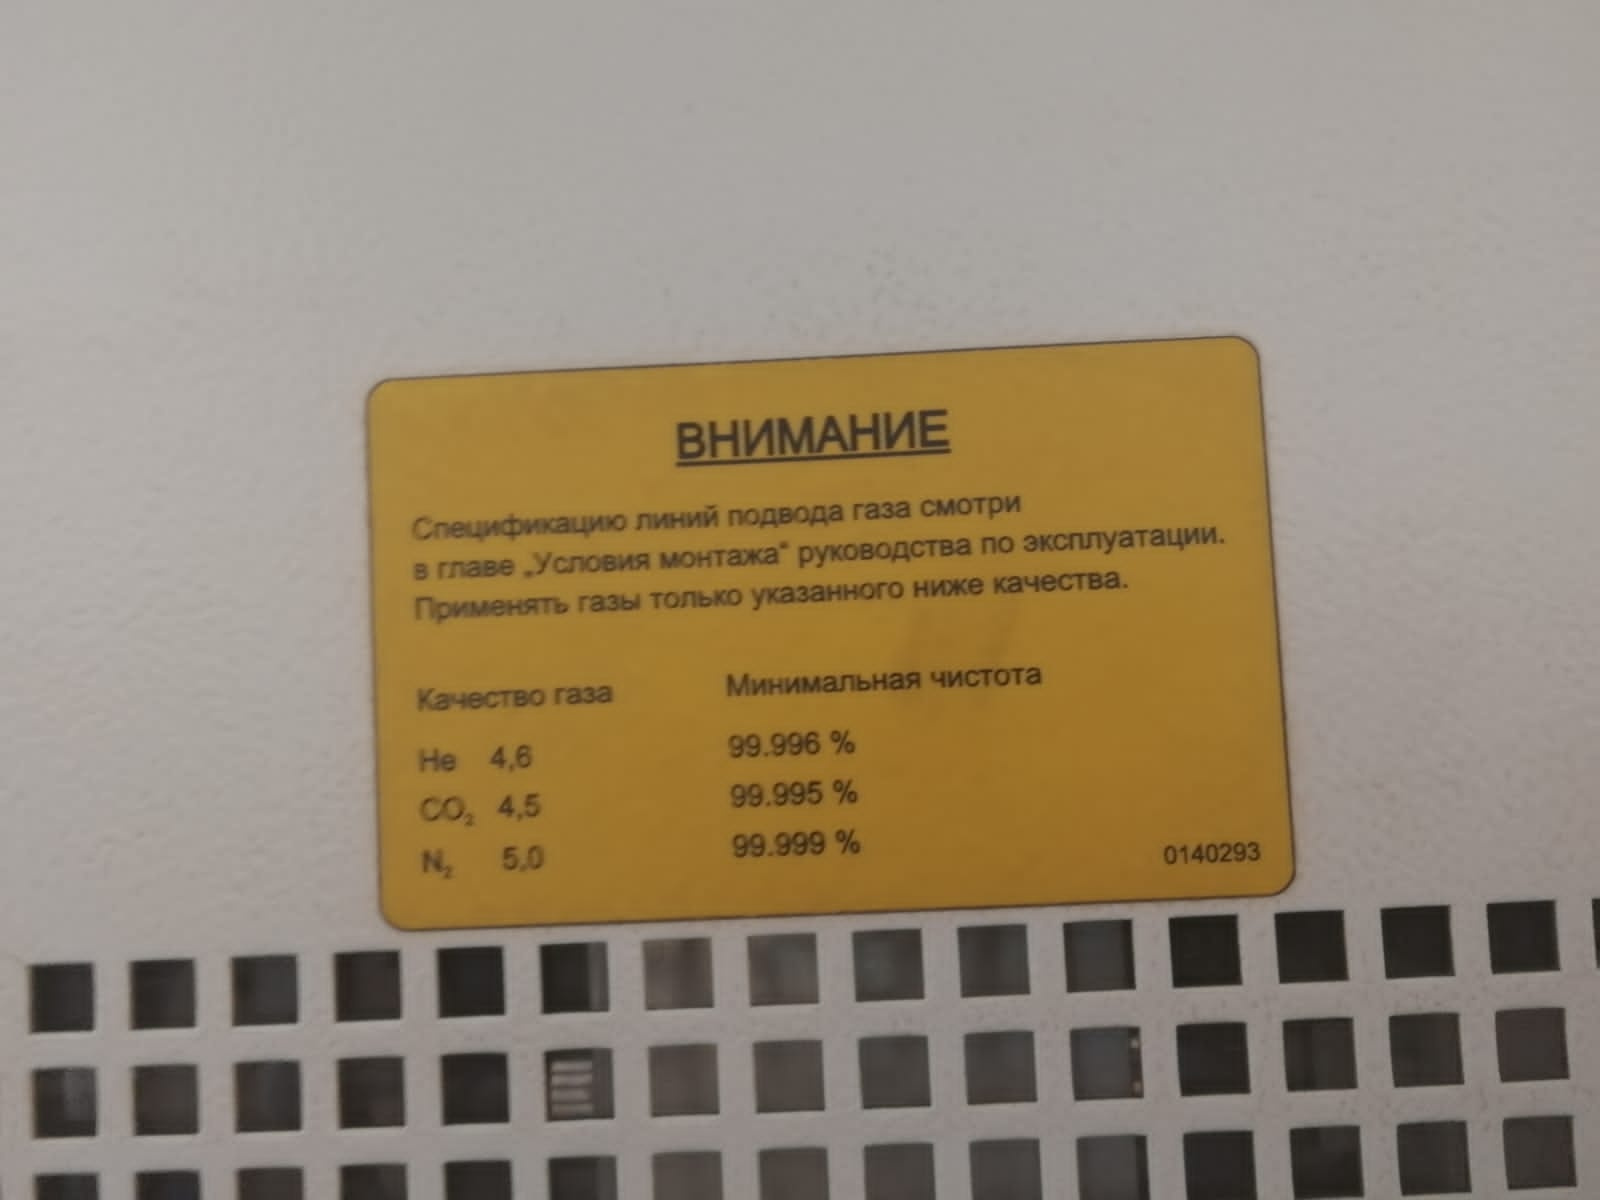 ВНИМАНИЕ
Спецификацию линий подвода газа смотри
в главе „Условия монтажа“ руководства по эксплуатации.
Применять газы только указанного ниже качества.
Качество газа Минимальная чистота
He 4,6 99.996 %
CO₂ 4,5 99.995 %
N₂ 5,0 99.999 %
0140293